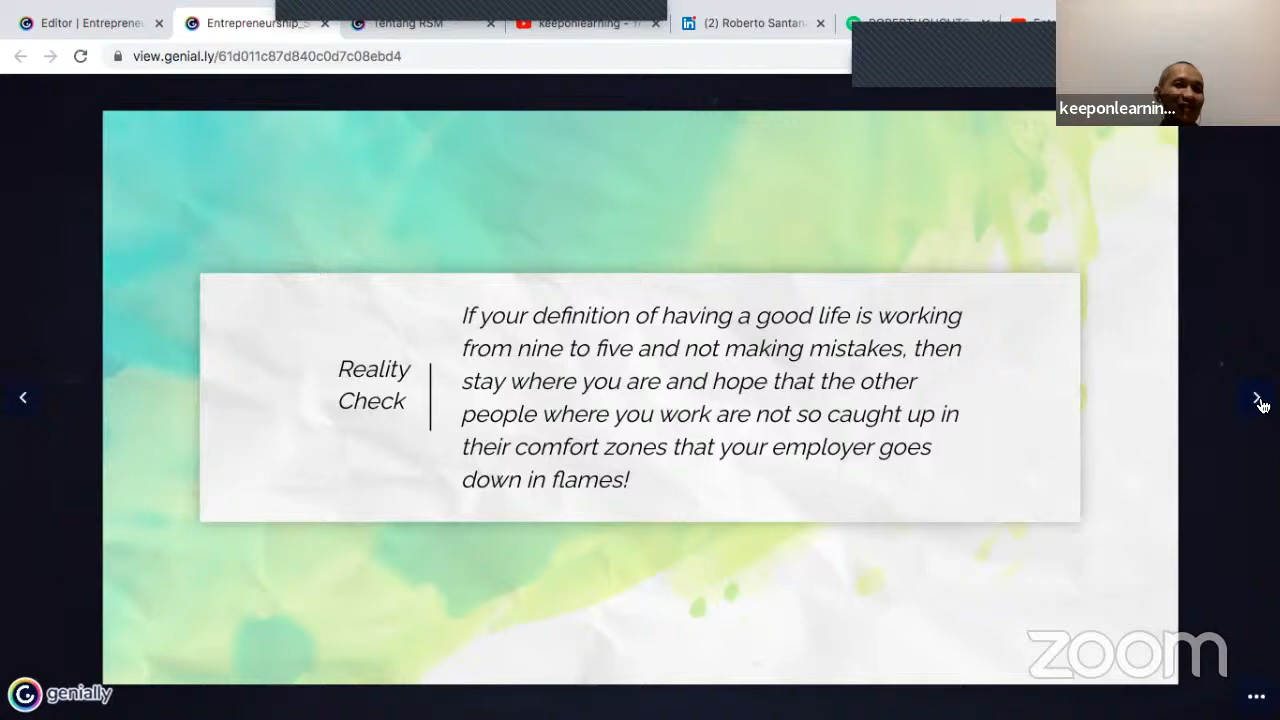 Editor | Entrepreneu
Entrepreneurship_S
Tentang RSM
keeponlearning - Y
(2) Roberto Santan
ROBERTHOUGHTS
view.genial.ly/61d011c87d840c0d7c08ebd4
keeponlearnin...
Reality
Check
If your definition of having a good life is working
from nine to five and not making mistakes, then
stay where you are and hope that the other
people where you work are not so caught up in
their comfort zones that your employer goes
down in flames!
zoom
genially